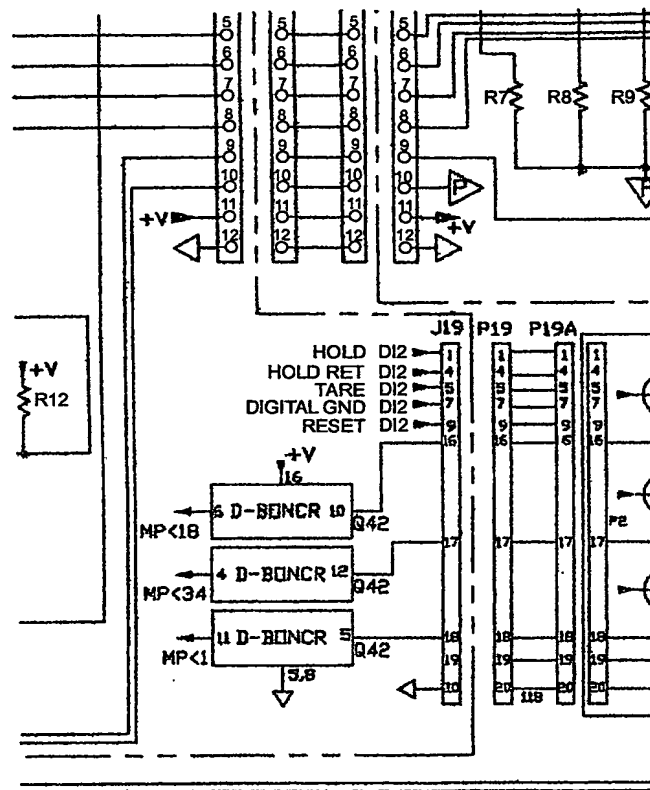 5 5 5 5
6 6 6 6
7 7 7 7
R7 R8 R9
8 8 8 8
9 9 9 9
10 10 10 10
P
11 11 11 11
+V +V
12 12 12 12
J19 P19 P19A
HOLD DI2 1 1 1 1
HOLD RET DI2 4 4 4 4
+V
TARE DI2 5 5 5 5
R12
DIGITAL GND DI2 7 7 7 7
RESET DI2 9 9 9 9
16 16 6 16
+V
16
6 D-BONCR 10
Q42
P2
MP<18
17 17 17 17
4 D-BONCR 12
Q42
MP<34
11 D-BONCR 5
18 18 18 18
Q42
MP<1
19 19 19 19
5,8
20 20 20
118